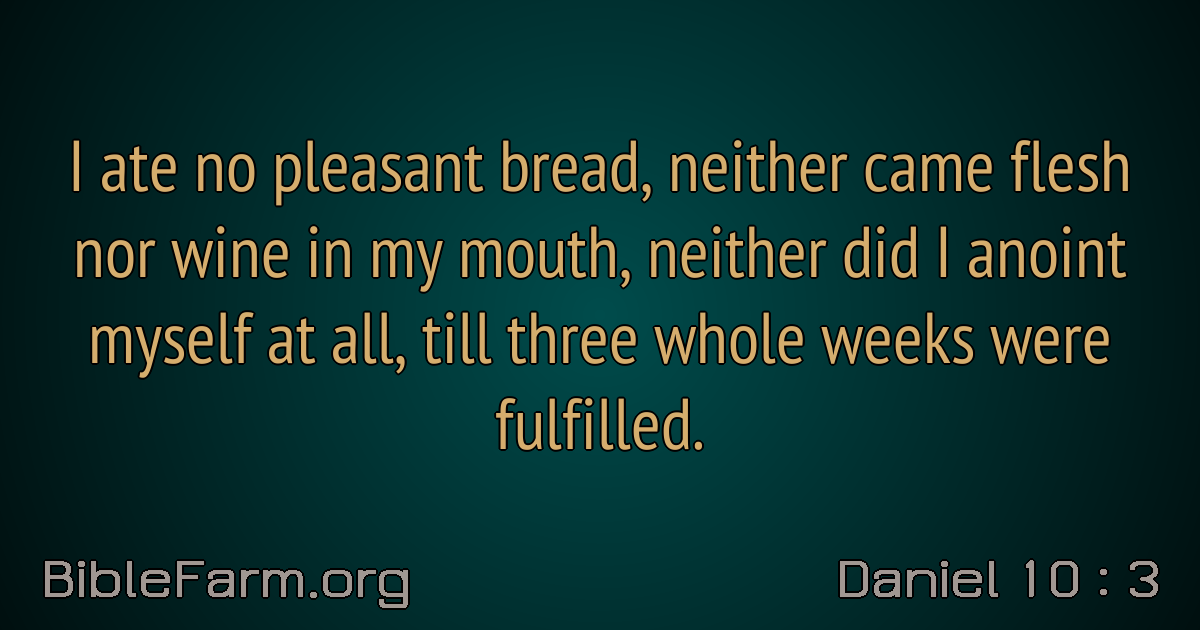 I ate no pleasant bread, neither came flesh
nor wine in my mouth, neither did I anoint
myself at all, till three whole weeks were
fulfilled.
BibleFarm.org
Daniel 10 : 3